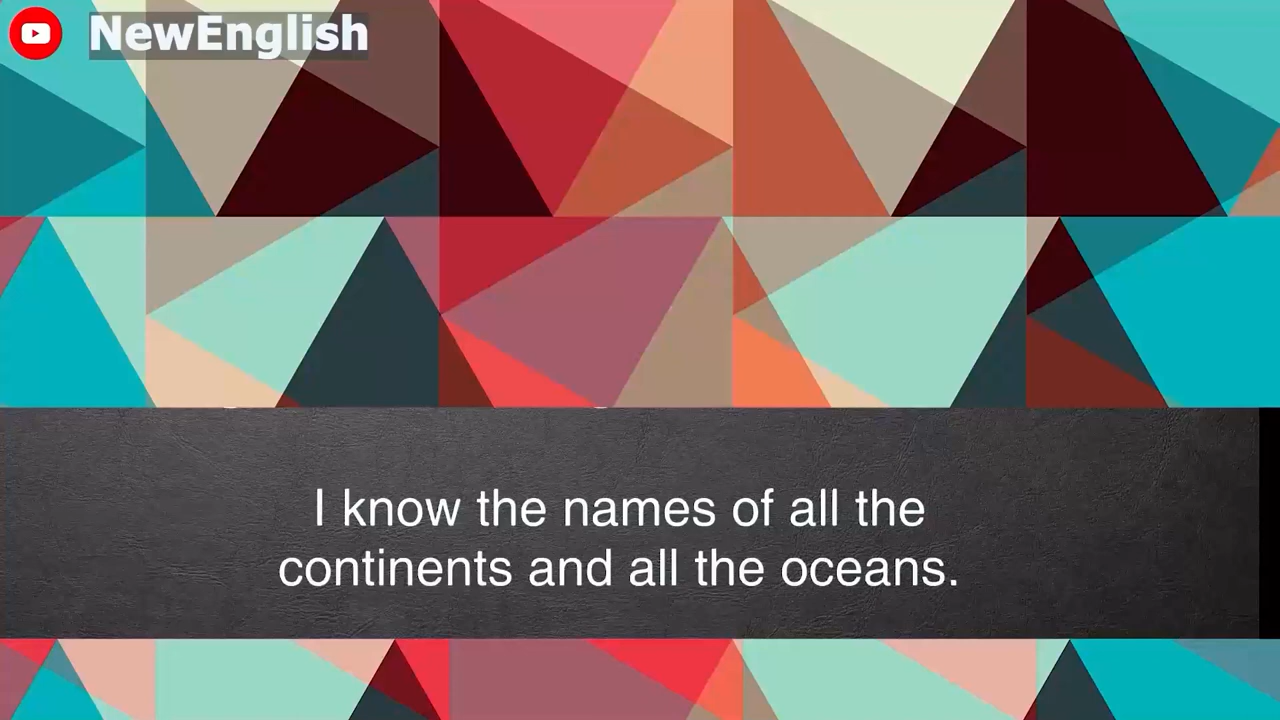 NewEnglish
I know the names of all the
continents and all the oceans.